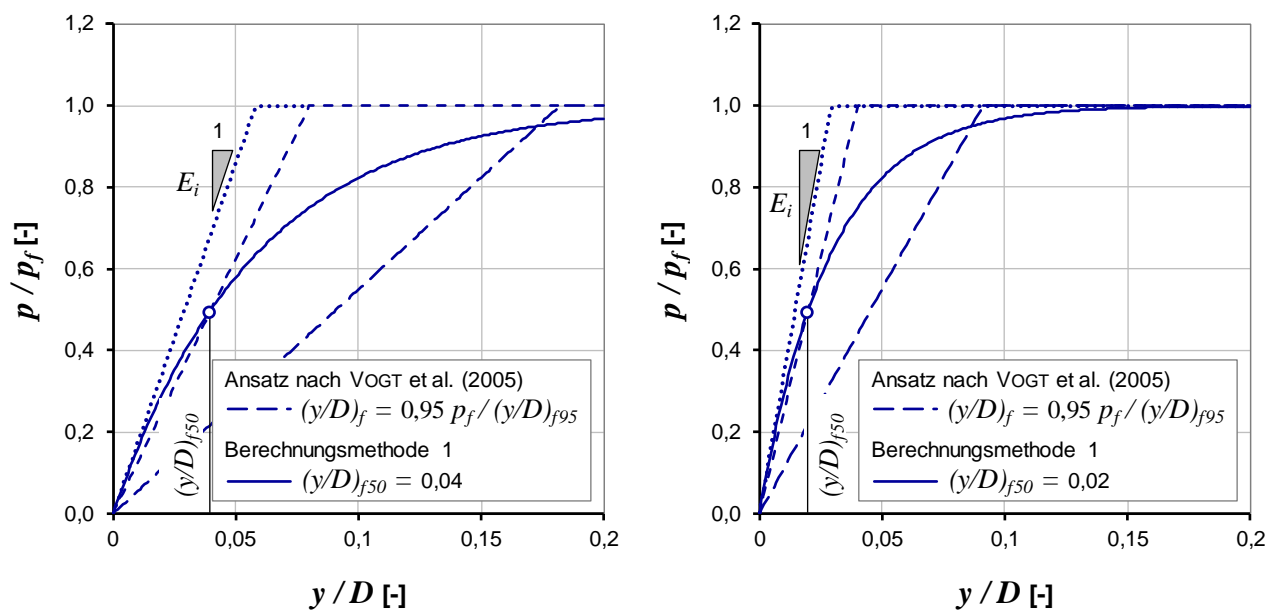 1,2
1,0
0,8
0,6
0,4
0,2
0,0
p / p_f [-]
1
E_i
(y/D)_f50
Ansatz nach VOGT et al. (2005)
(y/D)_f = 0,95 p_f / (y/D)_f95
Berechnungsmethode 1
(y/D)_f50 = 0,04
0
0,05
0,1
0,15
0,2
y / D [-]
1,2
1,0
0,8
0,6
0,4
0,2
0,0
p / p_f [-]
1
E_i
(y/D)_f50
Ansatz nach VOGT et al. (2005)
(y/D)_f = 0,95 p_f / (y/D)_f95
Berechnungsmethode 1
(y/D)_f50 = 0,02
0
0,05
0,1
0,15
0,2
y / D [-]